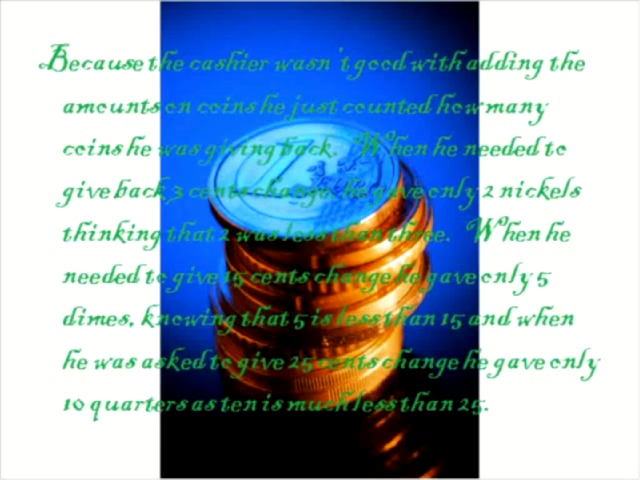 Because the cashier wasn't good with adding the
amounts on coins he just counted how many
coins he was giving back. When he needed to
give back 3 cents change, he gave only 2 nickels
thinking that 2 was less than three. When he
needed to give 15 cents change he gave only 5
dimes, knowing that 5 is less than 15 and when
he was asked to give 25 cents change he gave only
10 quarters as ten is much less than 25.